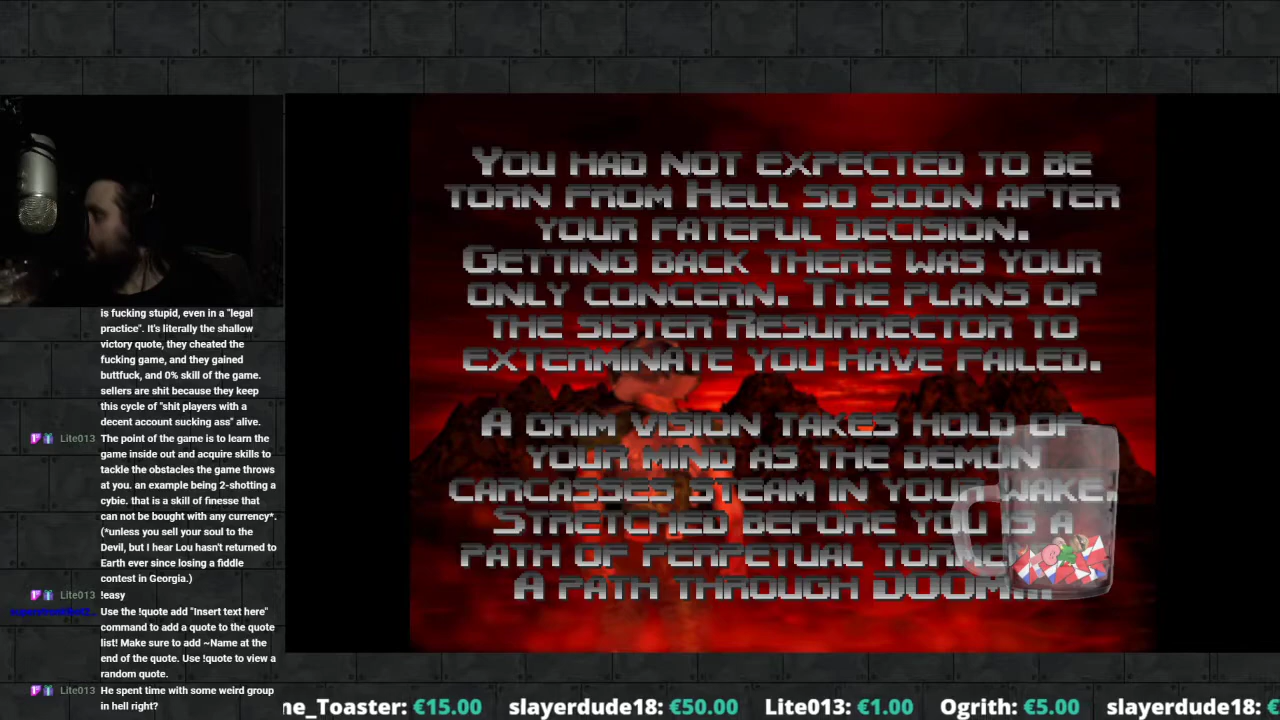 is fucking stupid, even in a "legal
practice". It's literally the shallow
victory quote, they cheated the
fucking game, and they gained
buttfuck, and 0% skill of the game.
sellers are shit because they keep
this cycle of "shit players with a
decent account sucking ass" alive.
Lite013 The point of the game is to learn the
game inside out and acquire skills to
tackle the obstacles the game throws
at you. an example being 2-shotting a
cybie. that is a skill of finesse that
can not be bought with any currency*.
(*unless you sell your soul to the
Devil, but I hear Lou hasn't returned to
Earth ever since losing a fiddle
contest in Georgia.)
Lite013 !easy
Use the !quote add "Insert text here"
command to add a quote to the quote
list! Make sure to add ~Name at the
end of the quote. Use !quote to view a
random quote.
Lite013 He spent time with some weird group
in hell right?
You had not expected to be
torn from Hell so soon after
your fateful decision.
Getting back there was your
only concern. The plans of
the sister Resurrector to
exterminate you have failed.
A grim vision takes hold of
your mind as the demon
carcasses steam in your wake.
Stretched before you is a
path of perpetual
A path through DOOM...
ne_Toaster: €15.00 slayerdude18: €50.00 Lite013: €1.00 Ogrith: €5.00 slayerdude18: €